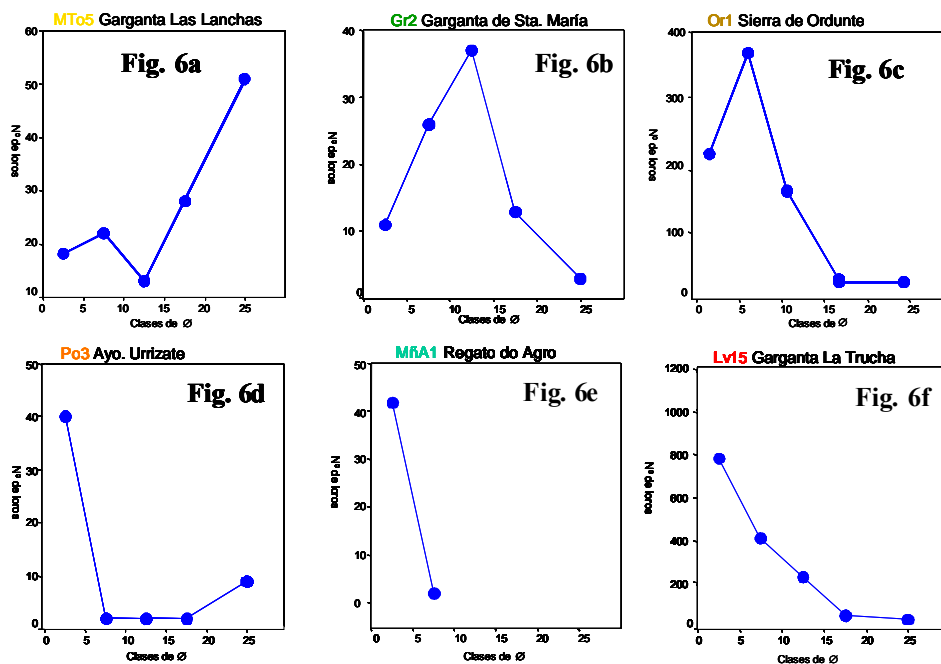 MTo5 Garganta Las Lanchas
Fig. 6a
Nº de loros
60
50
40
30
20
10
0 5 10 15 20 25
Clases de Ø
Gr2 Garganta de Sta. María
Fig. 6b
Nº de loros
40
30
20
10
0
0 5 10 15 20 25
Clases de Ø
Or1 Sierra de Ordunte
Fig. 6c
Nº de loros
400
300
200
100
0
0 5 10 15 20 25
Clases de Ø
Po3 Ayo. Urrizate
Fig. 6d
Nº de loros
50
40
30
20
10
0
0 5 10 15 20 25
Clases de Ø
MñA1 Regato do Agro
Fig. 6e
Nº de loros
50
40
30
20
10
0
0 5 10 15 20 25
Clases de Ø
Lv15 Garganta La Trucha
Fig. 6f
Nº de loros
1200
1000
800
600
400
200
0
0 5 10 15 20 25
Clases de Ø